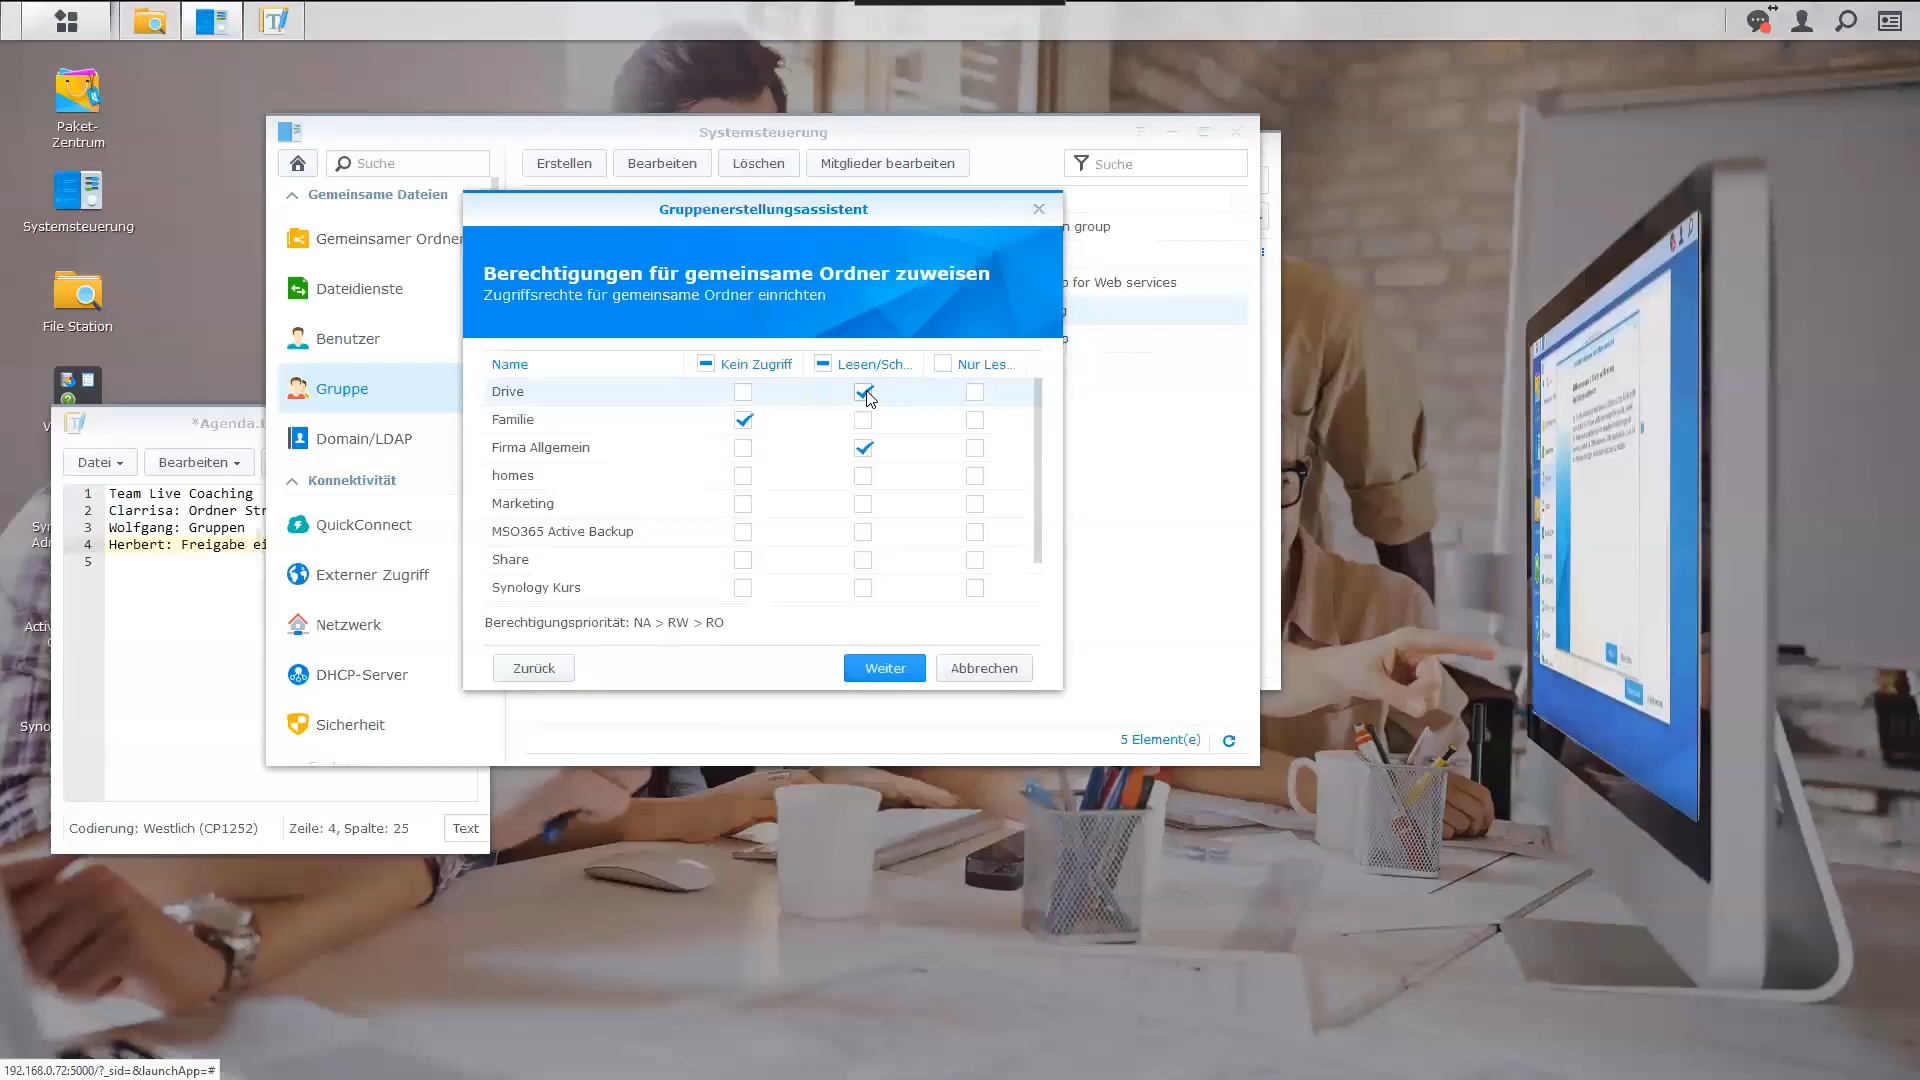 Paket-
Zentrum
Systemsteuerung
File Station
Systemsteuerung
Suche
Erstellen
Bearbeiten
Löschen
Mitglieder bearbeiten
Suche
Gemeinsame Dateien
Gemeinsamer Ordner
Dateidienste
Benutzer
Gruppe
Domain/LDAP
Konnektivität
QuickConnect
Externer Zugriff
Netzwerk
DHCP-Server
Sicherheit
n group
for Web services
5 Element(e)
Gruppenerstellungsassistent
Berechtigungen für gemeinsame Ordner zuweisen
Zugriffsrechte für gemeinsame Ordner einrichten
Name Kein Zugriff Lesen/Sch... Nur Les...
Drive
Familie
Firma Allgemein
homes
Marketing
MSO365 Active Backup
Share
Synology Kurs
Berechtigungspriorität: NA > RW > RO
Zurück
Weiter
Abbrechen
*Agenda.t
Datei
Bearbeiten
1 Team Live Coaching
2 Clarrisa: Ordner Str
3 Wolfgang: Gruppen
4 Herbert: Freigabe ei
5
Codierung: Westlich (CP1252)
Zeile: 4, Spalte: 25
Text
Syn
Adm
Activ
Syno
192.168.0.72:5000/?_sid=&launchApp=#